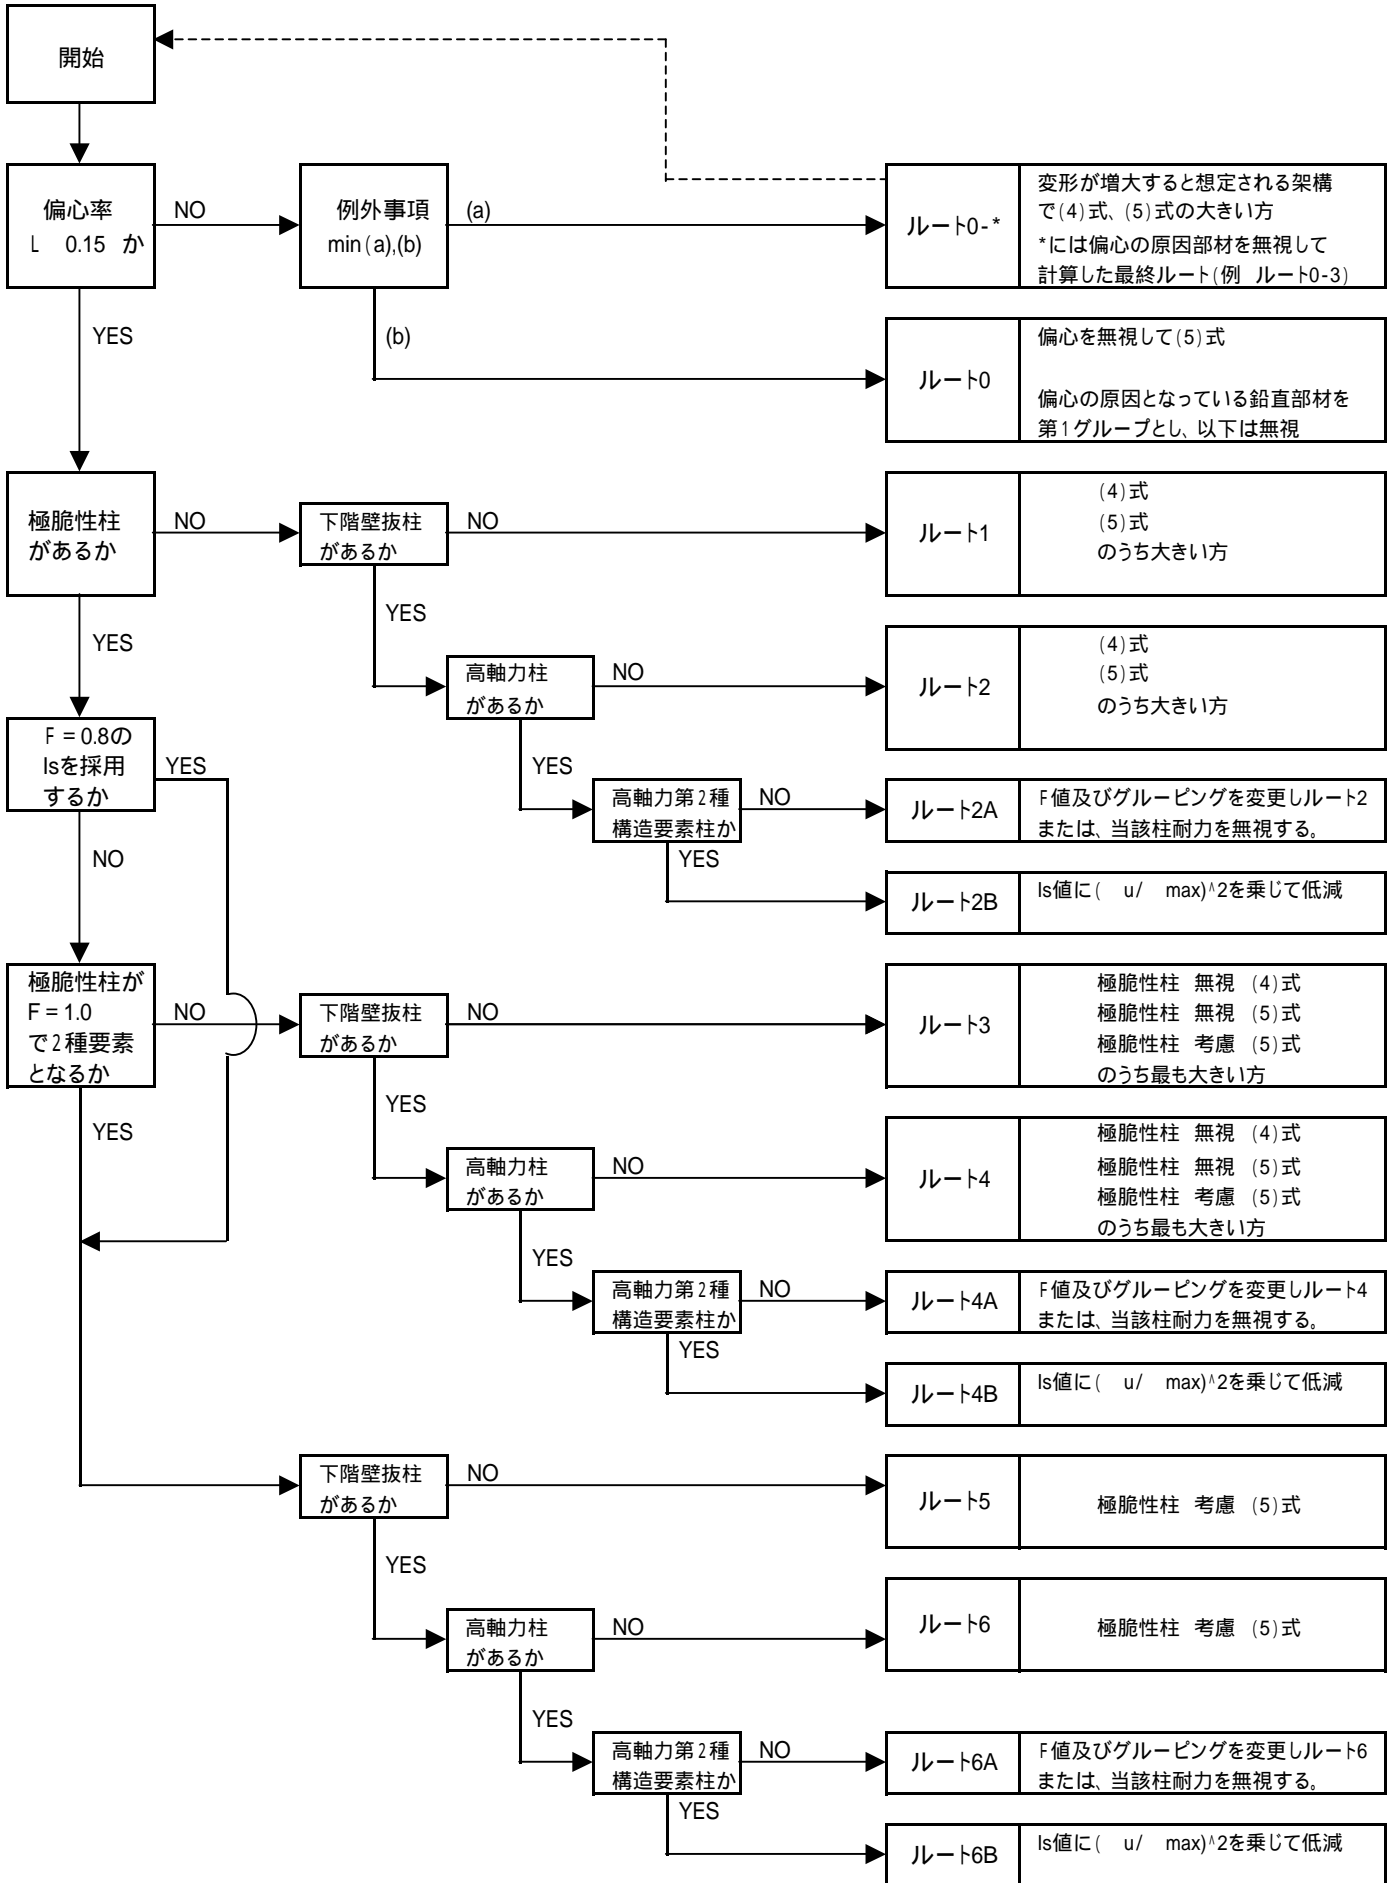 開始
偏心率
L 0.15 か
NO
例外事項
min(a),(b)
(a)
ルート0-*
変形が増大すると想定される架構
で(4)式、(5)式の大きい方
*には偏心の原因部材を無視して
計算した最終ルート(例 ルート0-3)
YES
(b)
ルート0
偏心を無視して(5)式
偏心の原因となっている鉛直部材を
第1グループとし、以下は無視
極脆性柱
があるか
NO
下階壁抜柱
があるか
NO
ルート1
(4)式
(5)式
のうち大きい方
YES
YES
高軸力柱
があるか
NO
ルート2
(4)式
(5)式
のうち大きい方
F = 0.8の
Isを採用
するか
YES
YES
高軸力第2種
構造要素柱か
NO
ルート2A
F値及びグルーピングを変更しルート2
または、当該柱耐力を無視する。
NO
YES
ルート2B
Is値に( u/ max)^2を乗じて低減
極脆性柱が
F = 1.0
で2種要素
となるか
NO
下階壁抜柱
があるか
NO
ルート3
極脆性柱 無視 (4)式
極脆性柱 無視 (5)式
極脆性柱 考慮 (5)式
のうち最も大きい方
YES
YES
高軸力柱
があるか
NO
ルート4
極脆性柱 無視 (4)式
極脆性柱 無視 (5)式
極脆性柱 考慮 (5)式
のうち最も大きい方
YES
高軸力第2種
構造要素柱か
NO
ルート4A
F値及びグルーピングを変更しルート4
または、当該柱耐力を無視する。
YES
ルート4B
Is値に( u/ max)^2を乗じて低減
下階壁抜柱
があるか
NO
ルート5
極脆性柱 考慮 (5)式
YES
高軸力柱
があるか
NO
ルート6
極脆性柱 考慮 (5)式
YES
高軸力第2種
構造要素柱か
NO
ルート6A
F値及びグルーピングを変更しルート6
または、当該柱耐力を無視する。
YES
ルート6B
Is値に( u/ max)^2を乗じて低減